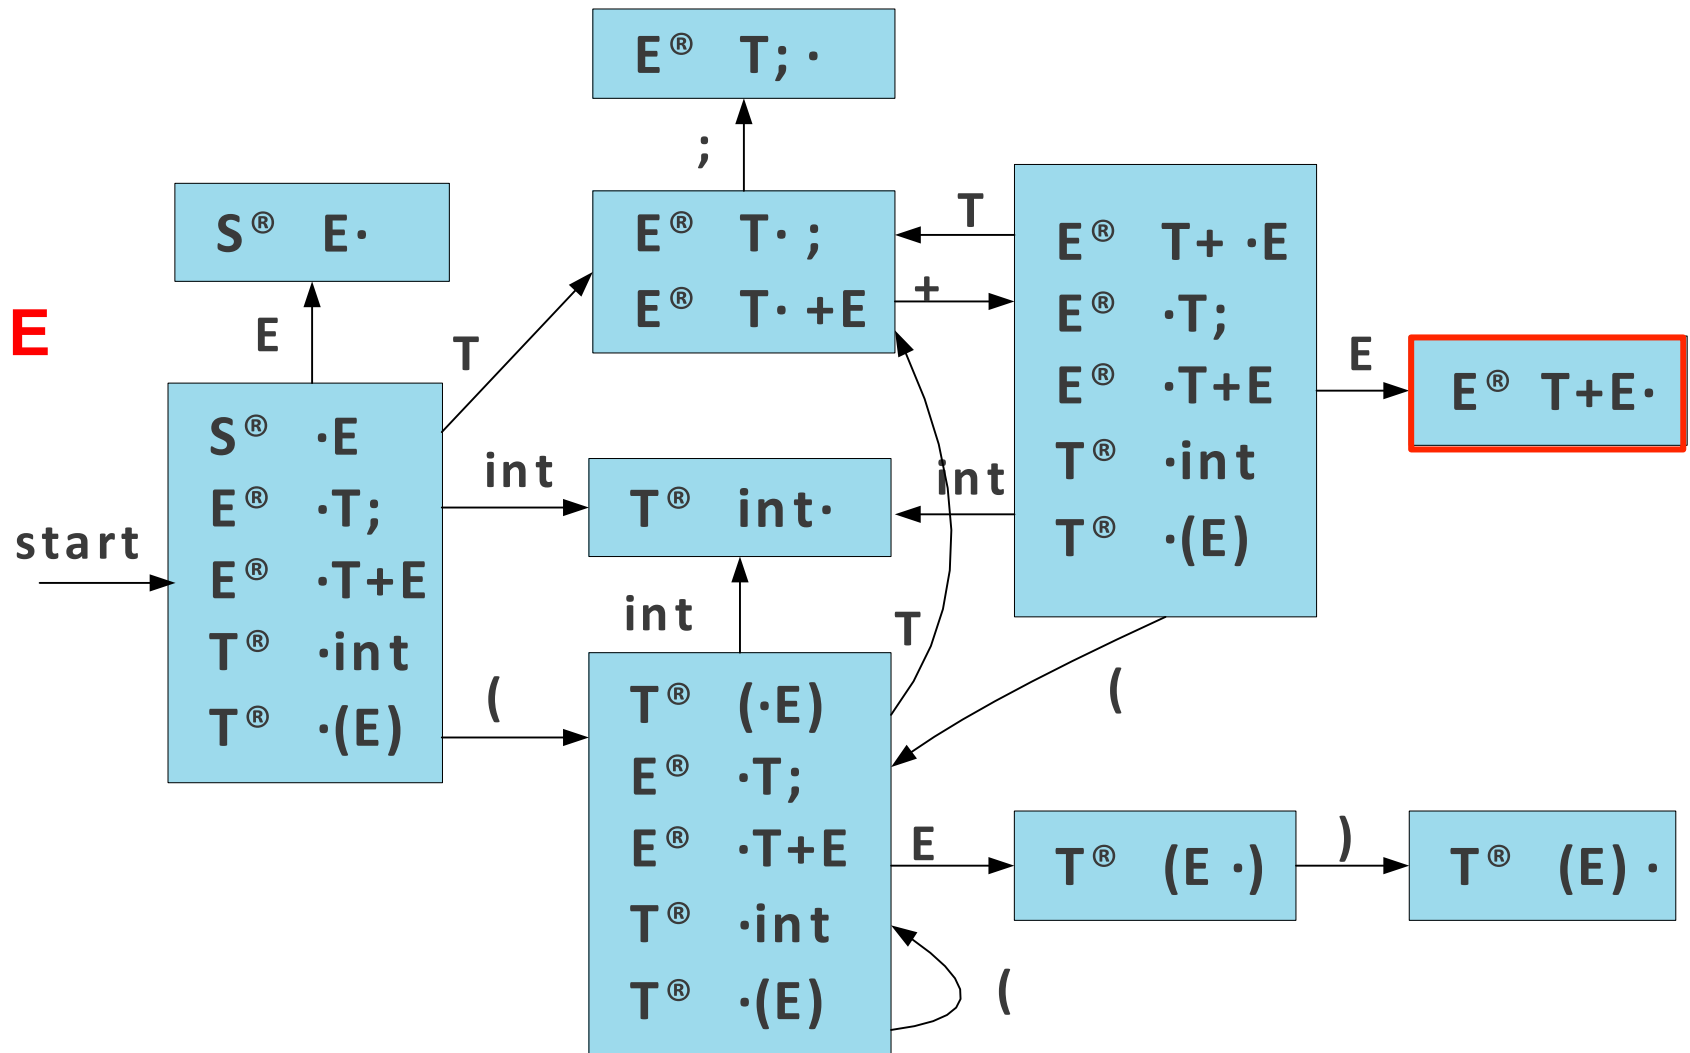 E® T; ·
;
S® E·
E® T· ;
E® T· +E
T
+
E® T+ ·E
E® ·T;
E® ·T+E
T® ·int
T® ·(E)
E
E
T
E
E® T+E·
S® ·E
E® ·T;
E® ·T+E
T® ·int
T® ·(E)
start
int
T® int·
int
int
T
(
(
T® (·E)
E® ·T;
E® ·T+E
T® ·int
T® ·(E)
E
T® (E ·)
)
T® (E) ·
(